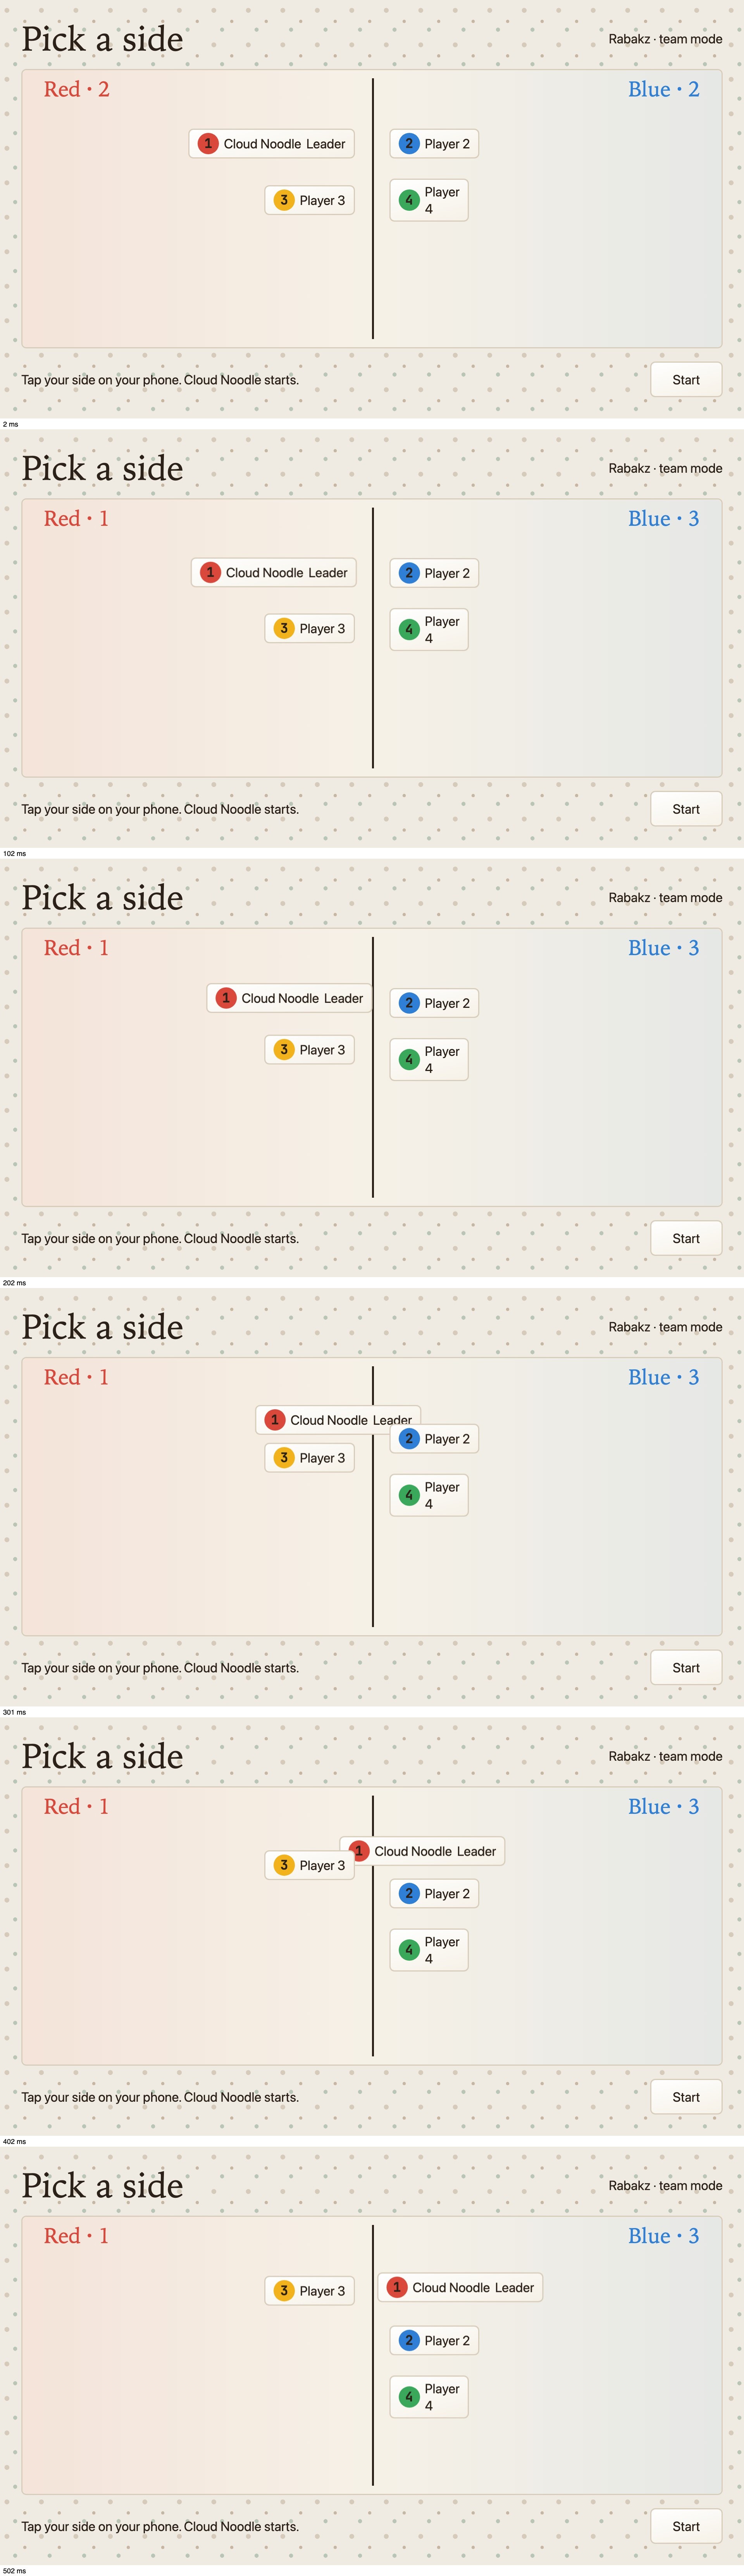 Pick a side
Rabakz · team mode
Red · 2
Blue · 2
1 Cloud Noodle Leader
2 Player 2
3 Player 3
4 Player
4
Tap your side on your phone. Cloud Noodle starts.
Start
2 ms
Pick a side
Rabakz · team mode
Red · 1
Blue · 3
1 Cloud Noodle Leader
2 Player 2
3 Player 3
4 Player
4
Tap your side on your phone. Cloud Noodle starts.
Start
102 ms
Pick a side
Rabakz · team mode
Red · 1
Blue · 3
1 Cloud Noodle Leader
2 Player 2
3 Player 3
4 Player
4
Tap your side on your phone. Cloud Noodle starts.
Start
202 ms
Pick a side
Rabakz · team mode
Red · 1
Blue · 3
1 Cloud Noodle Leader
2 Player 2
3 Player 3
4 Player
4
Tap your side on your phone. Cloud Noodle starts.
Start
301 ms
Pick a side
Rabakz · team mode
Red · 1
Blue · 3
1 Cloud Noodle Leader
3 Player 3
2 Player 2
4 Player
4
Tap your side on your phone. Cloud Noodle starts.
Start
402 ms
Pick a side
Rabakz · team mode
Red · 1
Blue · 3
3 Player 3
1 Cloud Noodle Leader
2 Player 2
4 Player
4
Tap your side on your phone. Cloud Noodle starts.
Start
502 ms